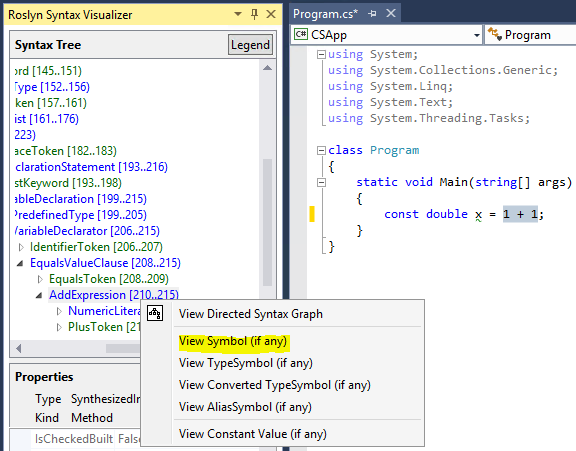 Roslyn Syntax Visualizer
Syntax Tree
Legend
ord [145..151)
Type [152..156)
oken [157..161)
ist [161..176)
223)
aceToken [182..183)
clarationStatement [193..216)
stKeyword [193..198)
ableDeclaration [199..215)
PredefinedType [199..205)
VariableDeclarator [206..215)
IdentifierToken [206..207)
EqualsValueClause [208..215)
EqualsToken [208..209)
AddExpression [210..215)
NumericLitera
PlusToken [21
View Directed Syntax Graph
View Symbol (if any)
View TypeSymbol (if any)
View Converted TypeSymbol (if any)
View AliasSymbol (if any)
View Constant Value (if any)
Properties
Type SynthesizedIn
Kind Method
IsCheckedBuilt False
Program.cs*
CSApp
Program
using System;
using System.Collections.Generic;
using System.Linq;
using System.Text;
using System.Threading.Tasks;
class Program
{
static void Main(string[] args)
{
const double x = 1 + 1;
}
}